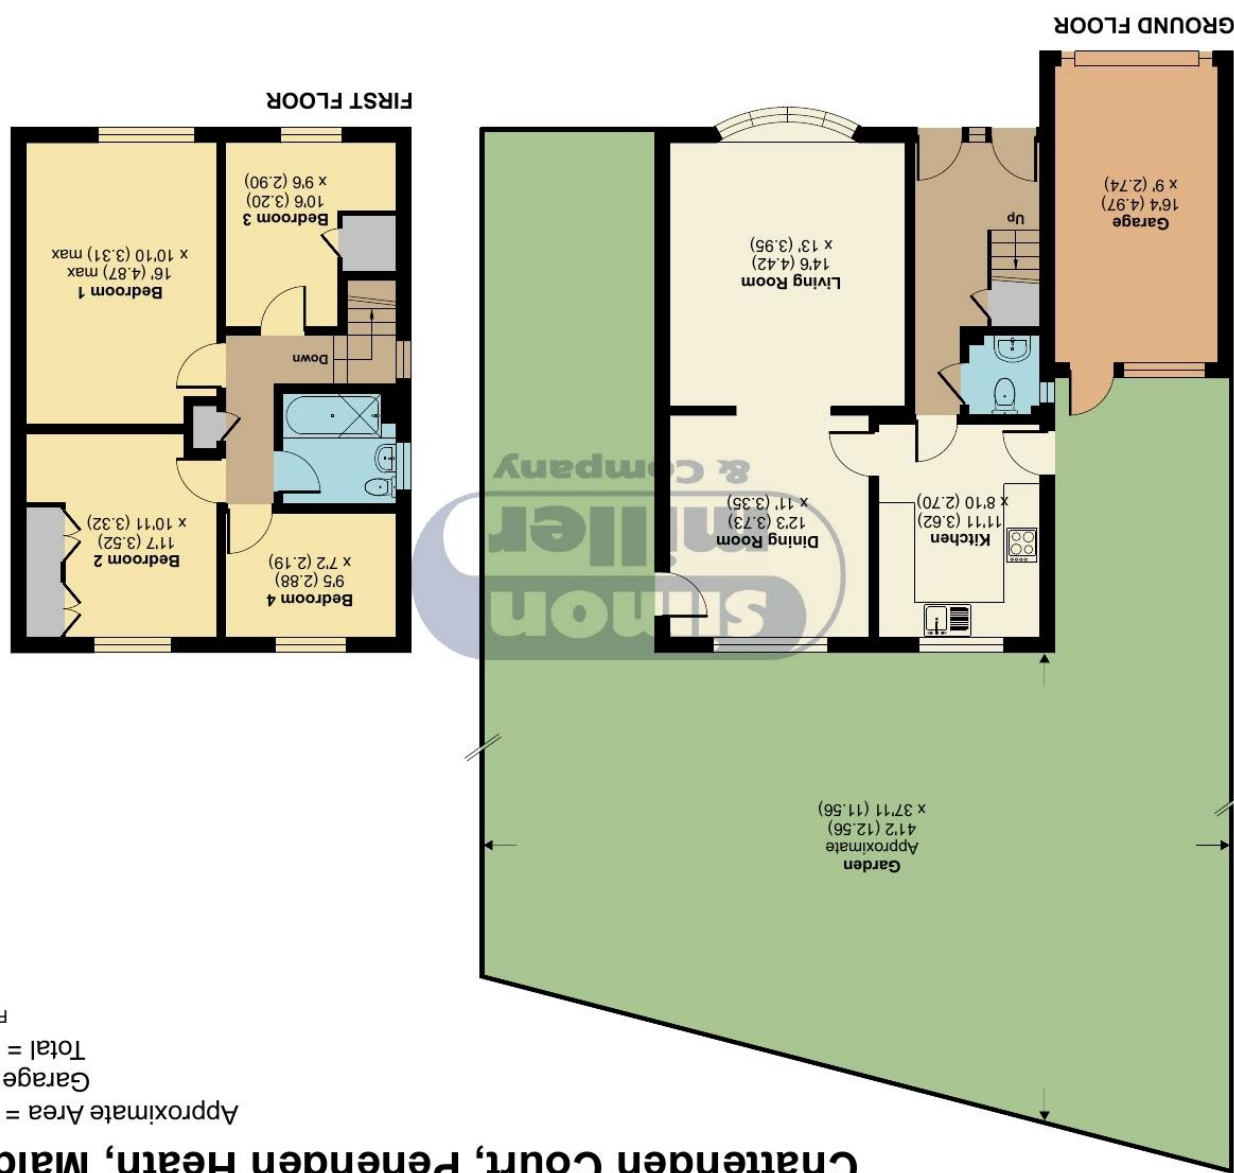 Chattenden Court, Penenden Heath,
Approximate Area =
Garage
Total =
Garden
Approximate
41'2 (12.56)
x 37'11 (11.56)
Kitchen
11'11 (3.62)
x 8'10 (2.70)
Dining Room
12'3 (3.73)
x 11' (3.35)
simon
miller
& Company
Living Room
14'6 (4.42)
x 13' (3.95)
Up
Garage
16'4 (4.97)
x 9' (2.74)
GROUND FLOOR
Bedroom 4
9'5 (2.88)
x 7'2 (2.19)
Bedroom 2
11'7 (3.52)
x 10'11 (3.32)
Down
Bedroom 3
10'6 (3.20)
x 9'6 (2.90)
Bedroom 1
16' (4.87) max
x 10'10 (3.31) max
FIRST FLOOR